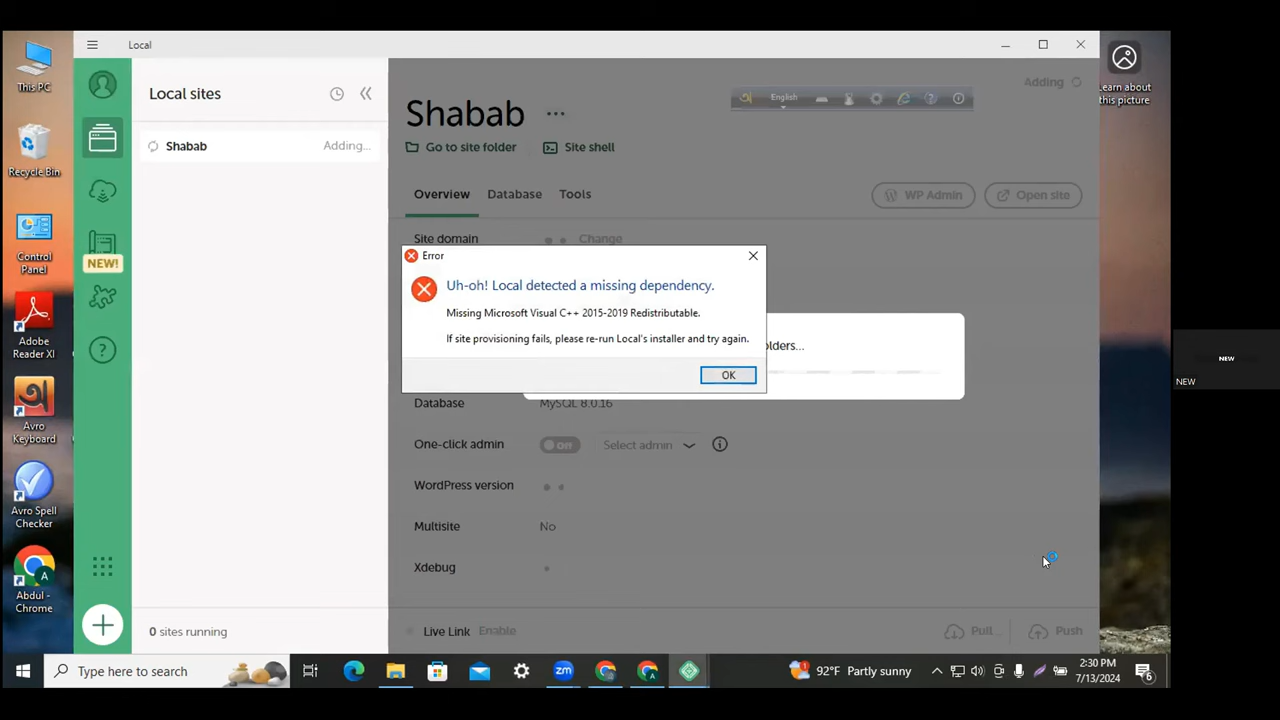 This PC
Recycle Bin
Control
Panel
Adobe
Reader XI
Avro
Keyboard
Avro Spell
Checker
Abdul -
Chrome
Local
NEW!
Local sites
Shabab
Adding...
0 sites running
Shabab
...
Adding
অ
English
Go to site folder
Site shell
Overview
Database
Tools
WP Admin
Open site
Site domain
Change
Error
Uh-oh! Local detected a missing dependency.
Missing Microsoft Visual C++ 2015-2019 Redistributable.
If site provisioning fails, please re-run Local's installer and try again.
OK
olders...
Database
MySQL 8.0.16
One-click admin
Off
Select admin
WordPress version
Multisite
No
Xdebug
Live Link
Enable
Pull
Push
Learn about
this picture
NEW
NEW
Type here to search
zm
92°F Partly sunny
2:30 PM
7/13/2024
6